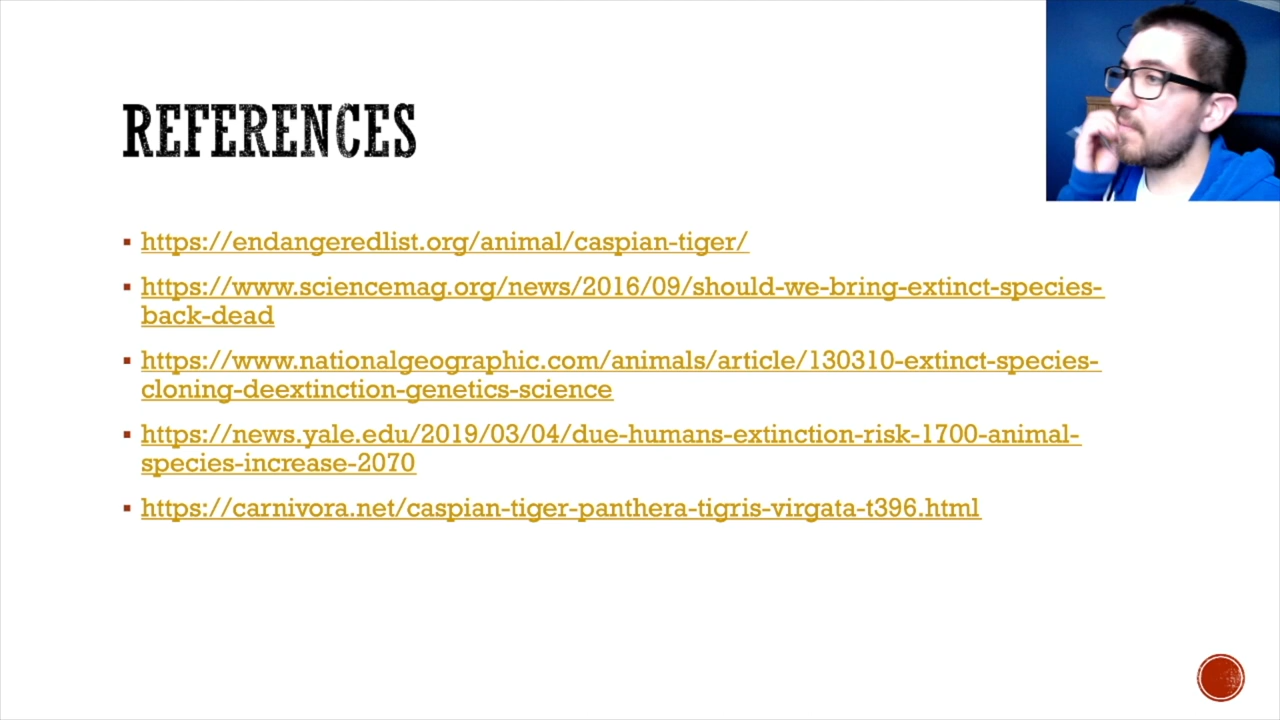 REFERENCES
https://endangeredlist.org/animal/caspian-tiger/
https://www.sciencemag.org/news/2016/09/should-we-bring-extinct-species-
back-dead
https://www.nationalgeographic.com/animals/article/130310-extinct-species-
cloning-deextinction-genetics-science
https://news.yale.edu/2019/03/04/due-humans-extinction-risk-1700-animal-
species-increase-2070
https://carnivora.net/caspian-tiger-panthera-tigris-virgata-t396.html